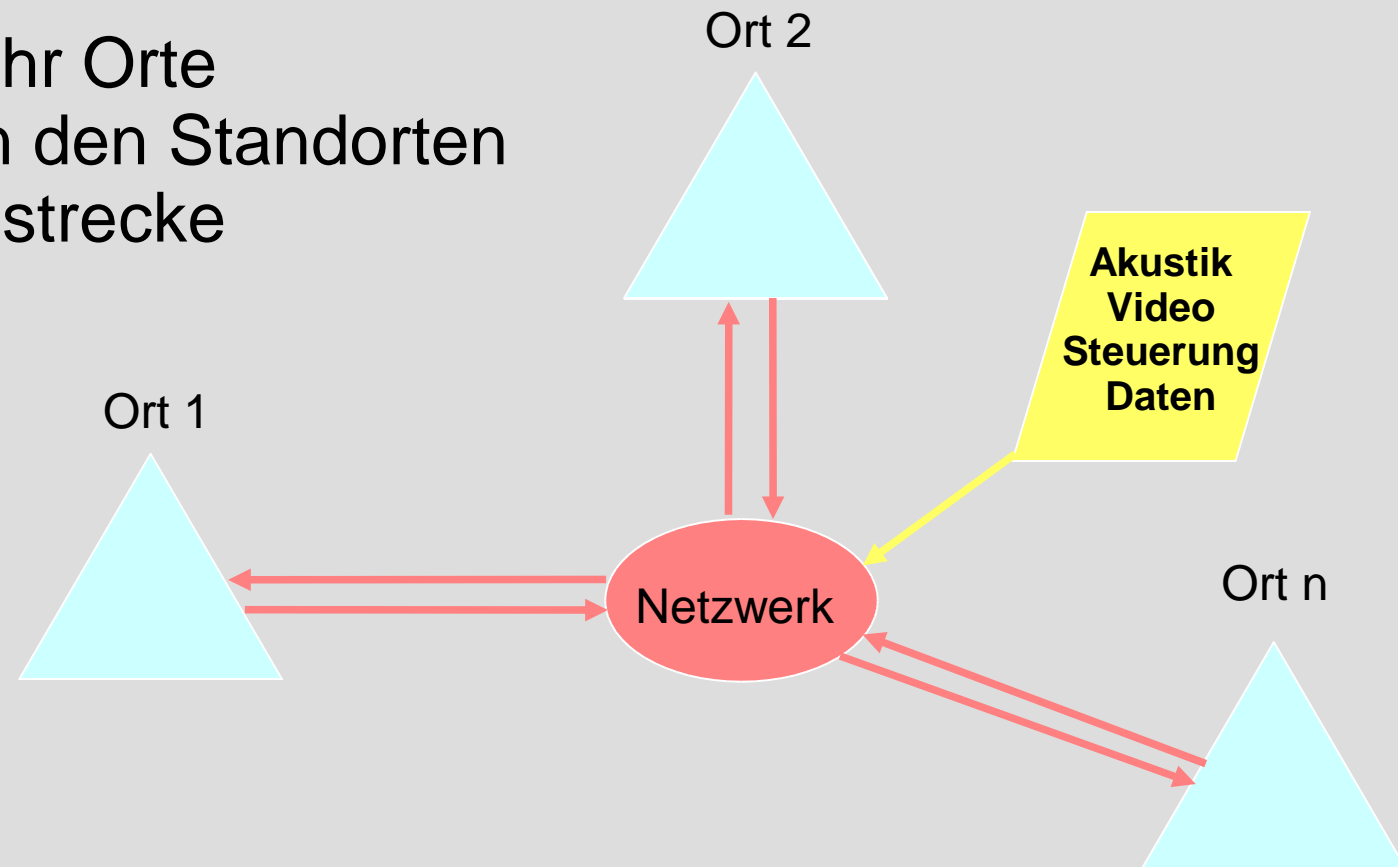 hr Orte
n den Standorten
strecke
Ort 2
Akustik
Video
Steuerung
Daten
Ort 1
Netzwerk
Ort n